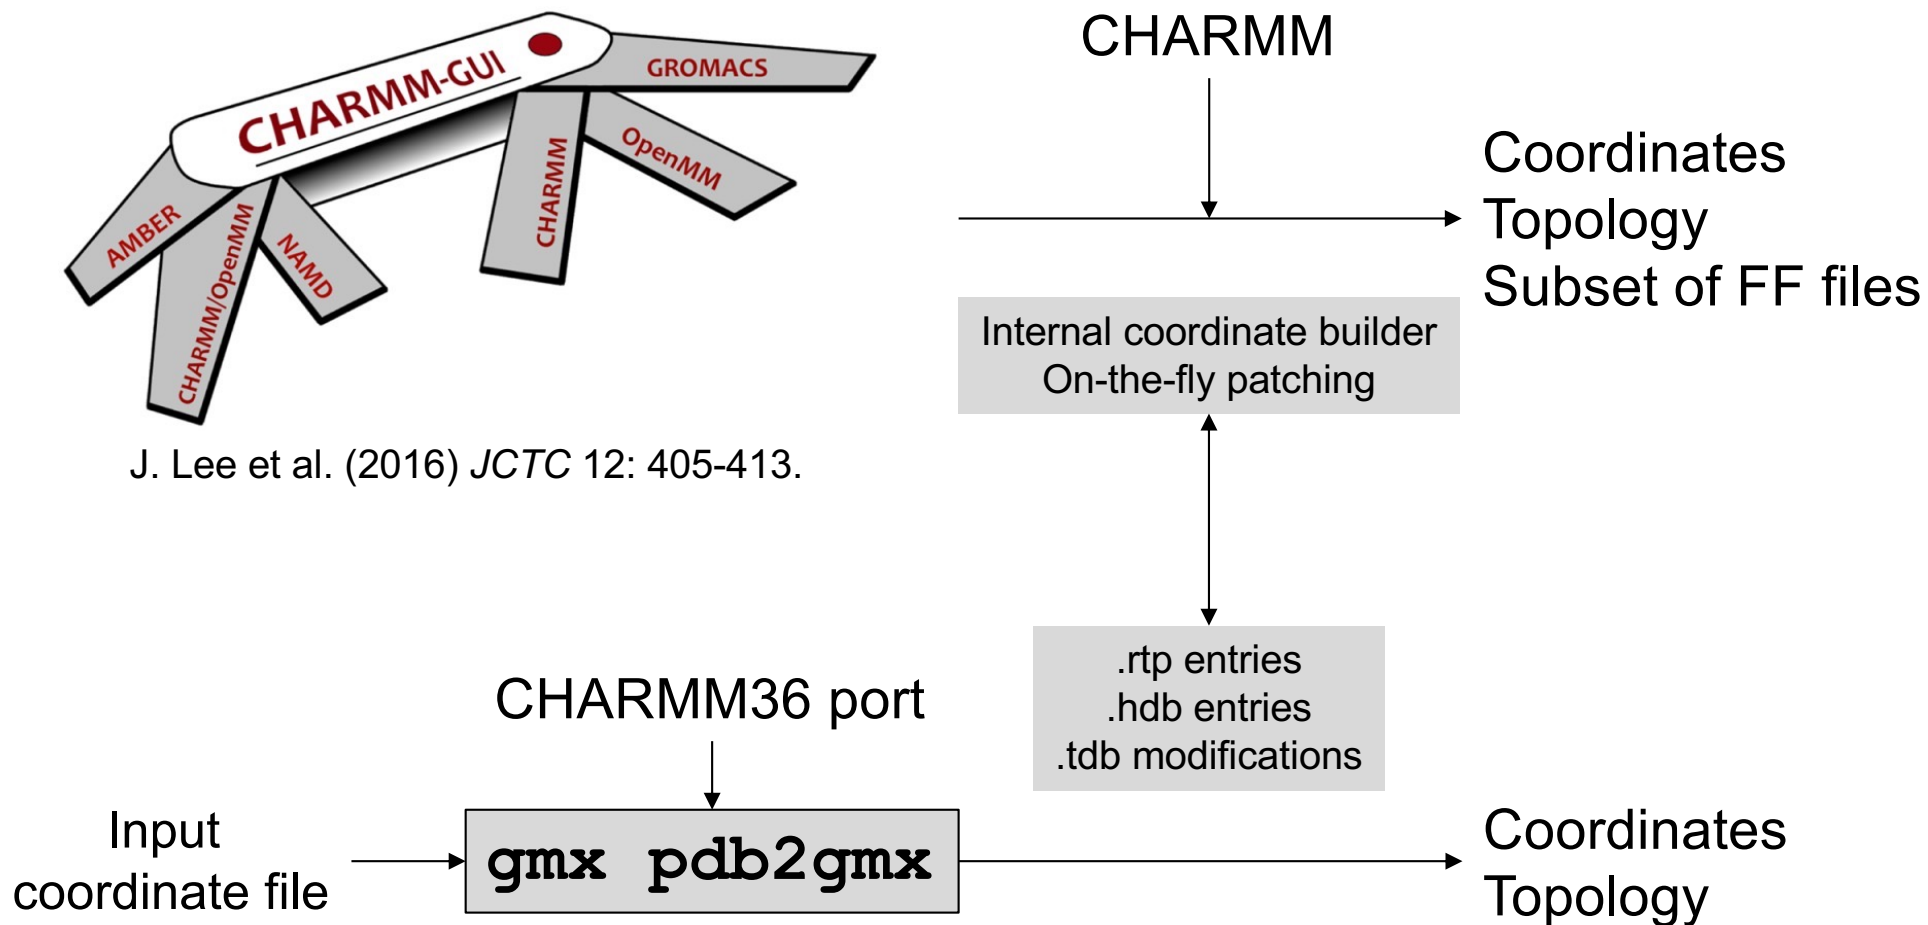 CHARMM-GUI
GROMACS
OpenMM
CHARMM
AMBER
CHARMM/OpenMM
NAMD
J. Lee et al. (2016) JCTC 12: 405-413.
CHARMM
Coordinates
Topology
Subset of FF files
Internal coordinate builder
On-the-fly patching
.rtp entries
.hdb entries
.tdb modifications
CHARMM36 port
Input
coordinate file
gmx pdb2gmx
Coordinates
Topology